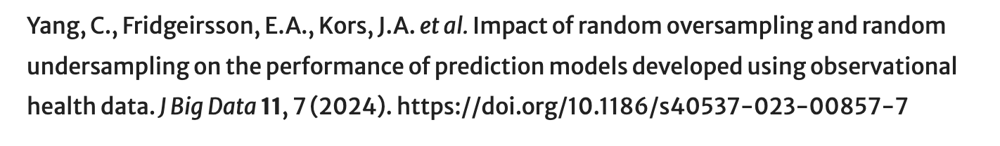 Yang, C., Fridgeirsson, E.A., Kors, J.A. et al. Impact of random oversampling and random
undersampling on the performance of prediction models developed using observational
health data. J Big Data 11, 7 (2024). https://doi.org/10.1186/s40537-023-00857-7